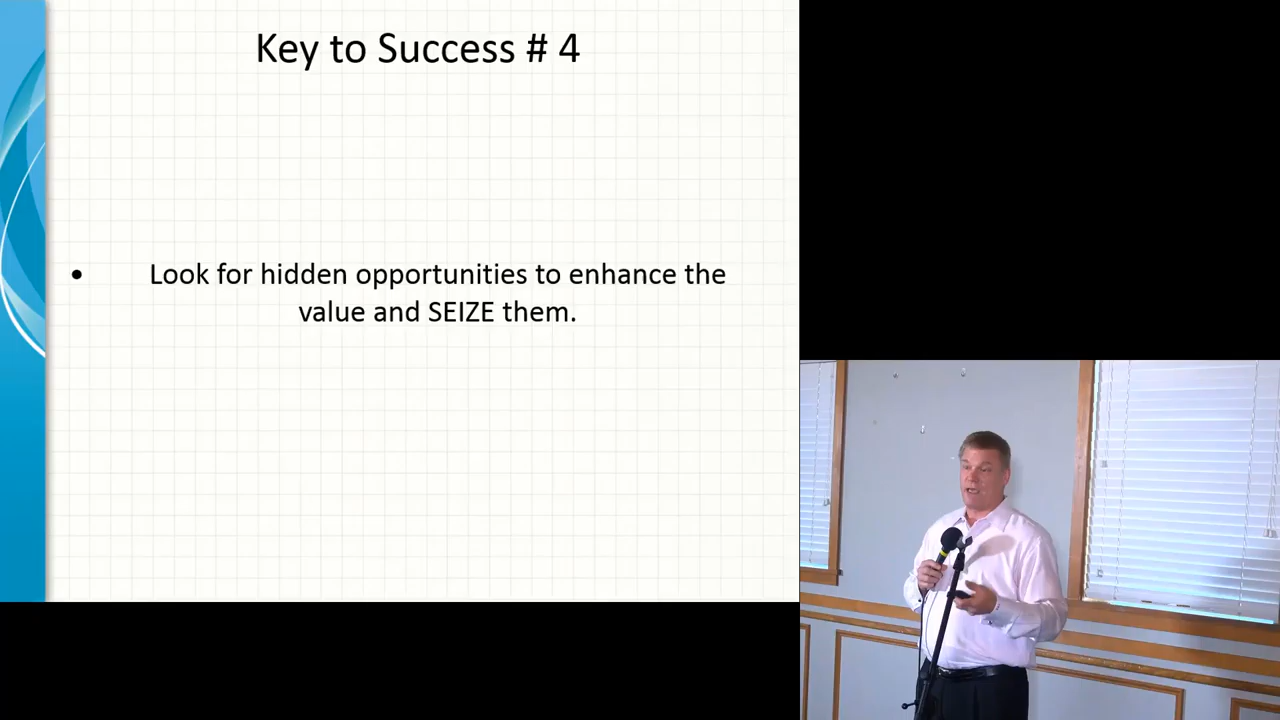 Key to Success # 4
• Look for hidden opportunities to enhance the
value and SEIZE them.